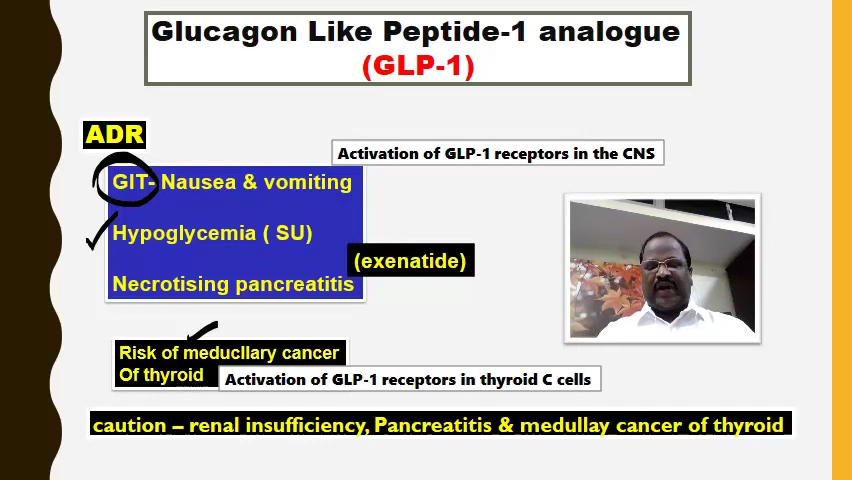 Glucagon Like Peptide-1 analogue
(GLP-1)
ADR
Activation of GLP-1 receptors in the CNS
GIT- Nausea & vomiting
Hypoglycemia ( SU)
(exenatide)
Necrotising pancreatitis
Risk of meducllary cancer
Of thyroid
Activation of GLP-1 receptors in thyroid C cells
caution – renal insufficiency, Pancreatitis & medullay cancer of thyroid